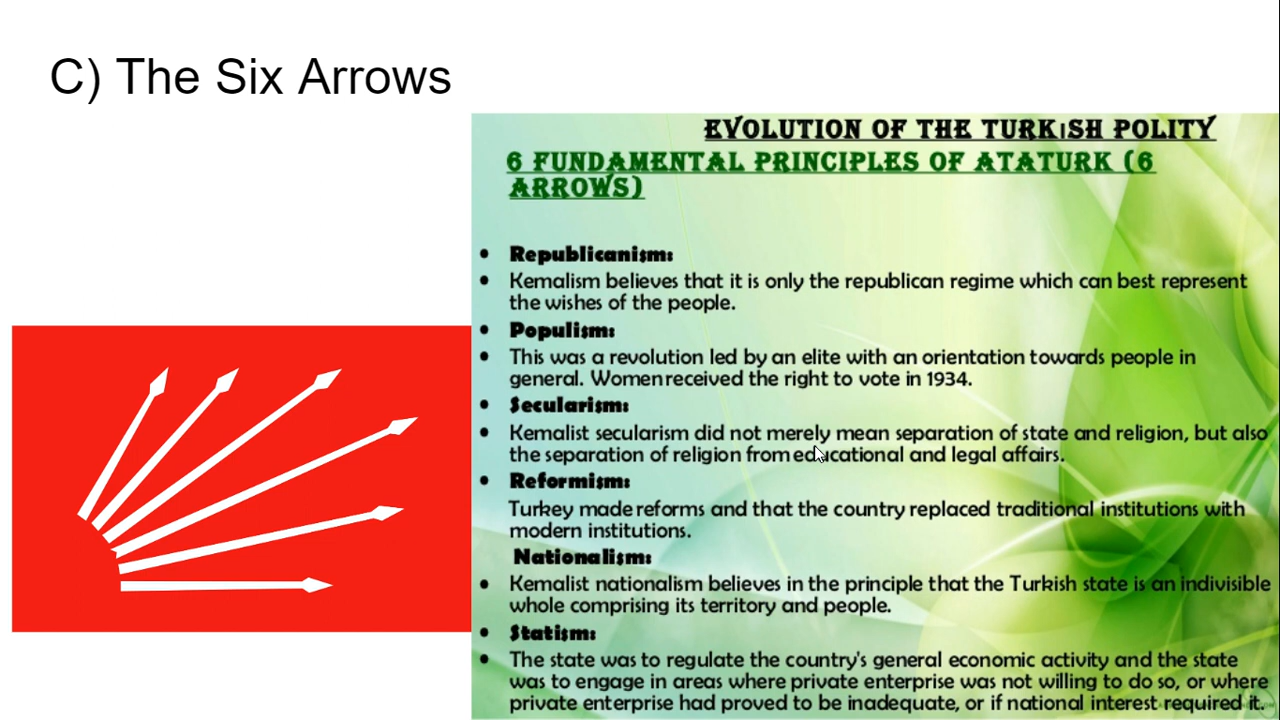 C) The Six Arrows
EVOLUTION OF THE TURKıSH POLITY
6 FUNDAMENTAL PRINCIPLES OF ATATURK (6
ARROWS)
• Republicanism:
• Kemalism believes that it is only the republican regime which can best represent
the wishes of the people.
• Populism:
• This was a revolution led by an elite with an orientation towards people in
general. Women received the right to vote in 1934.
• Secularism:
• Kemalist secularism did not merely mean separation of state and religion, but also
the separation of religion from educational and legal affairs.
• Reformism:
Turkey made reforms and that the country replaced traditional institutions with
modern institutions.
Nationalism:
• Kemalist nationalism believes in the principle that the Turkish state is an indivisible
whole comprising its territory and people.
• Statism:
• The state was to regulate the country's general economic activity and the state
was to engage in areas where private enterprise was not willing to do so, or where
private enterprise had proved to be inadequate, or if national interest required it.